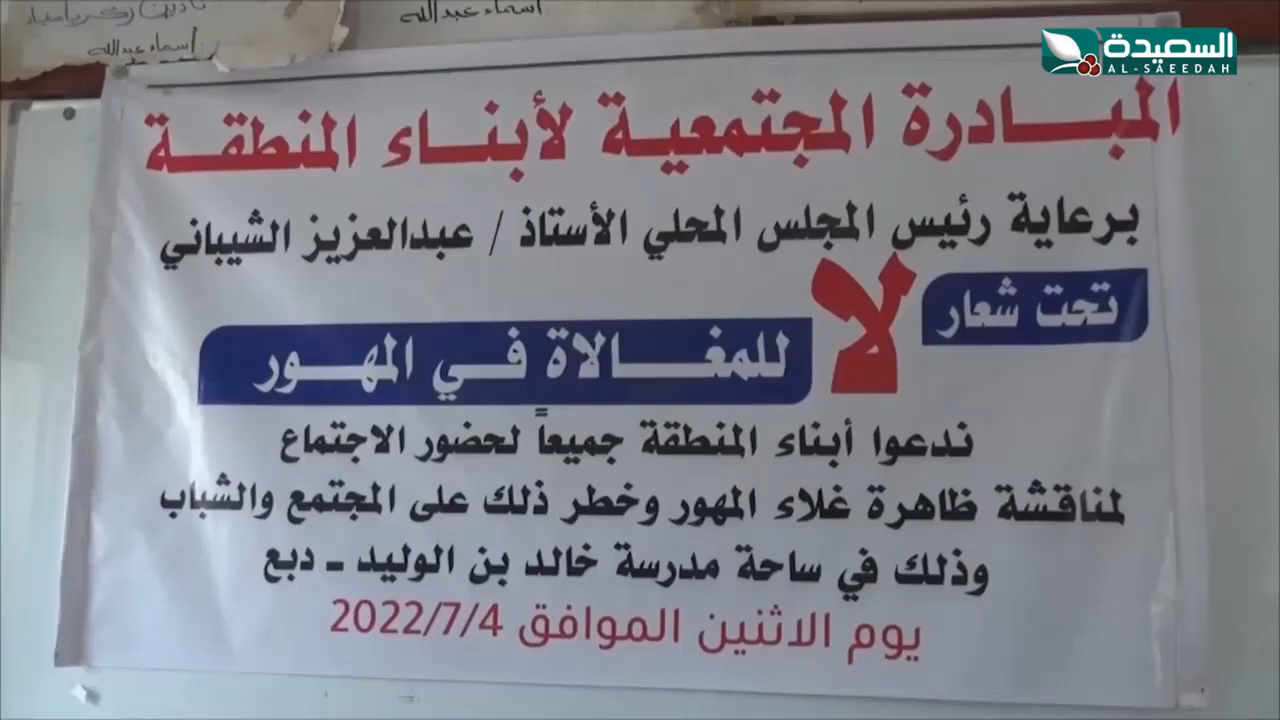 أسماء عبدالله
أسماء عبدالله
السعيدة
AL-SAEEDAH
المبادرة المجتمعية لأبناء المنطقة
برعاية رئيس المجلس المحلي الأستاذ / عبدالعزيز الشيباني
تحت شعار
لا للمغالاة في المهور
ندعوا أبناء المنطقة جميعاً لحضور الاجتماع
لمناقشة ظاهرة غلاء المهور وخطر ذلك على المجتمع والشباب
وذلك في ساحة مدرسة خالد بن الوليد - دبع
يوم الاثنين الموافق 2022/7/4